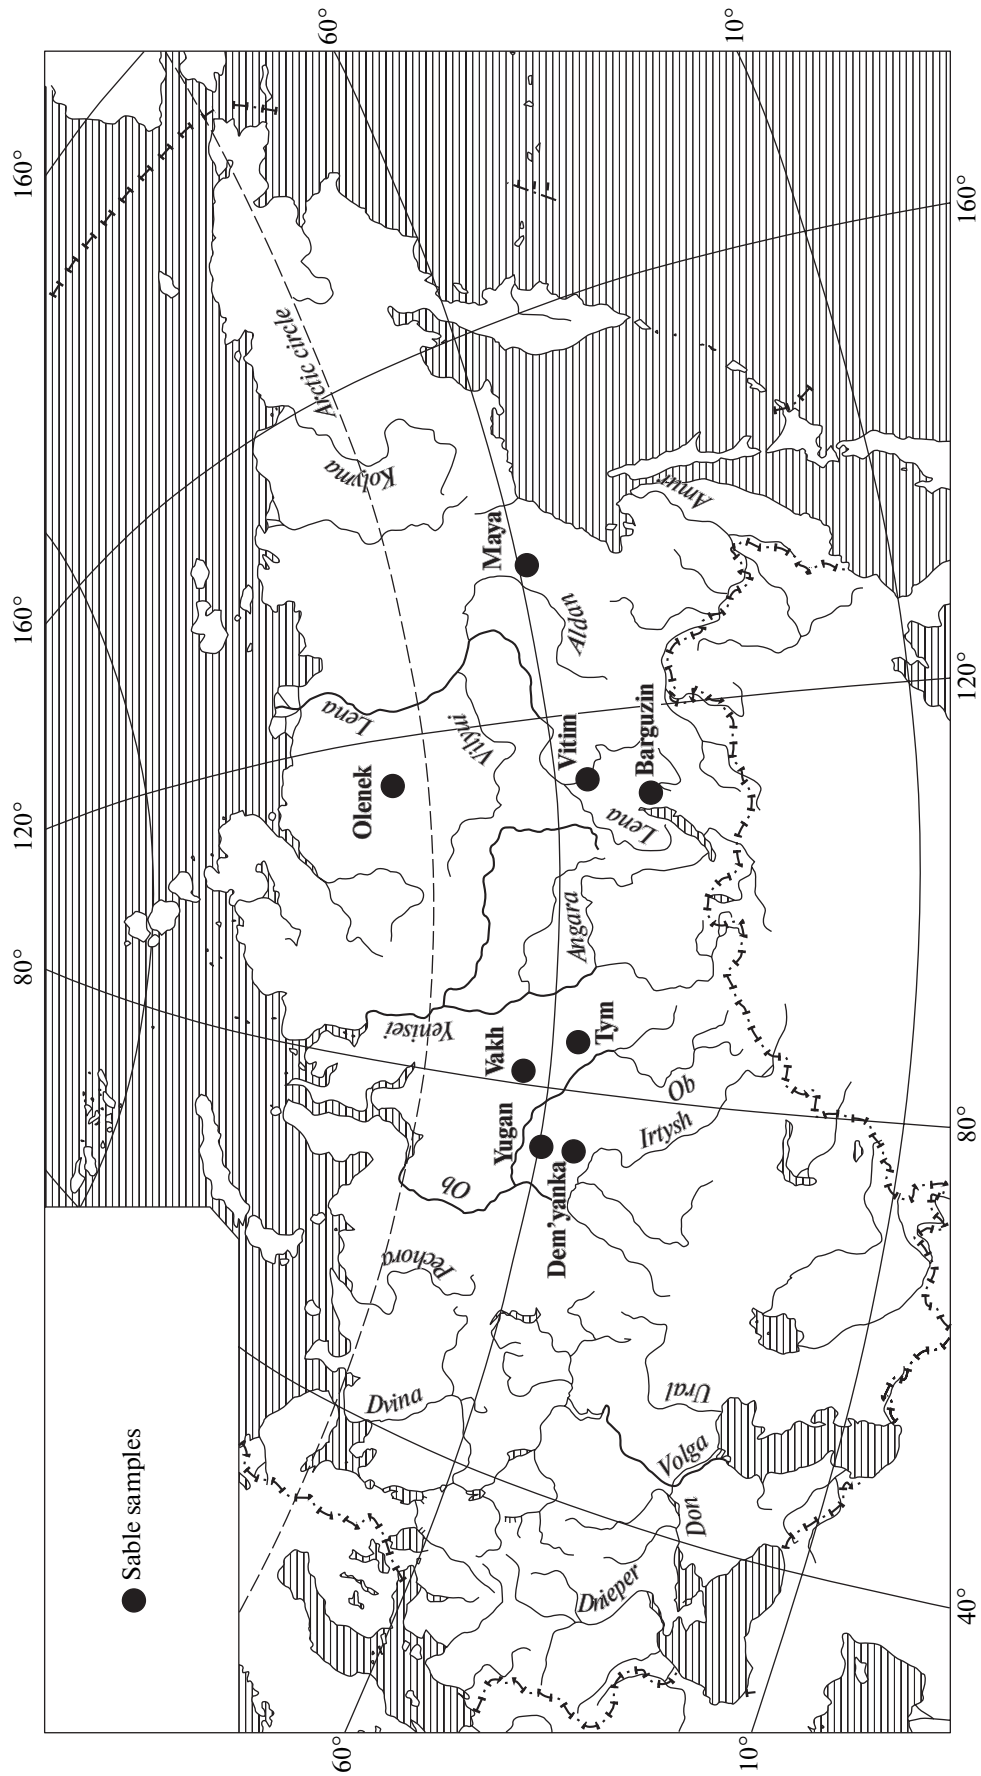 Sable samples
60°
10°
160°
160°
160°
120°
120°
80°
80°
40°
60°
10°
Arctic circle
Kolyma
Maya
Amur
Aldan
Lena
Vilyui
Olenek
Vitim
Barguzin
Lena
Angara
Yenisei
Vakh
Tym
Yugan
Ob
Irtysh
Dem'yanka
Ob
Pechora
Dvina
Ural
Volga
Don
Dnieper